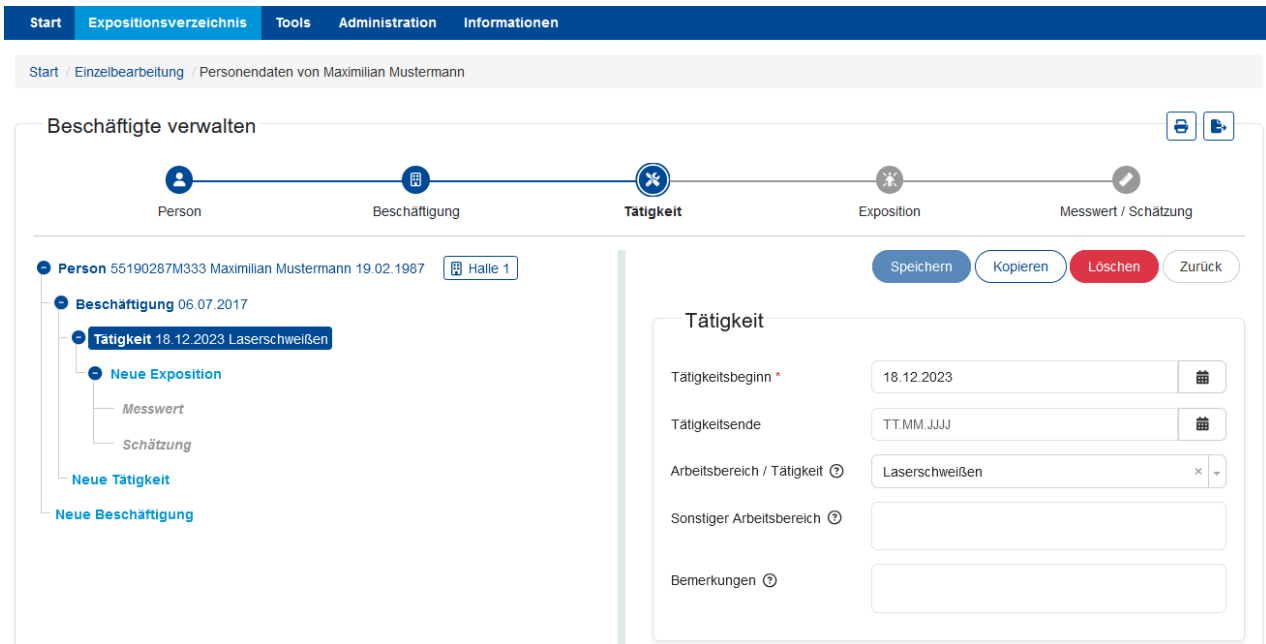 Start Expositionsverzeichnis Tools Administration Informationen
Start / Einzelbearbeitung / Personendaten von Maximilian Mustermann
Beschäftigte verwalten
Person Beschäftigung Tätigkeit Exposition Messwert / Schätzung
Person 55190287M333 Maximilian Mustermann 19.02.1987 Halle 1
Beschäftigung 06.07.2017
Tätigkeit 18.12.2023 Laserschweißen
Neue Exposition
Messwert
Schätzung
Neue Tätigkeit
Neue Beschäftigung
Speichern Kopieren Löschen Zurück
Tätigkeit
Tätigkeitsbeginn * 18.12.2023
Tätigkeitsende TT.MM.JJJJ
Arbeitsbereich / Tätigkeit Laserschweißen
Sonstiger Arbeitsbereich
Bemerkungen